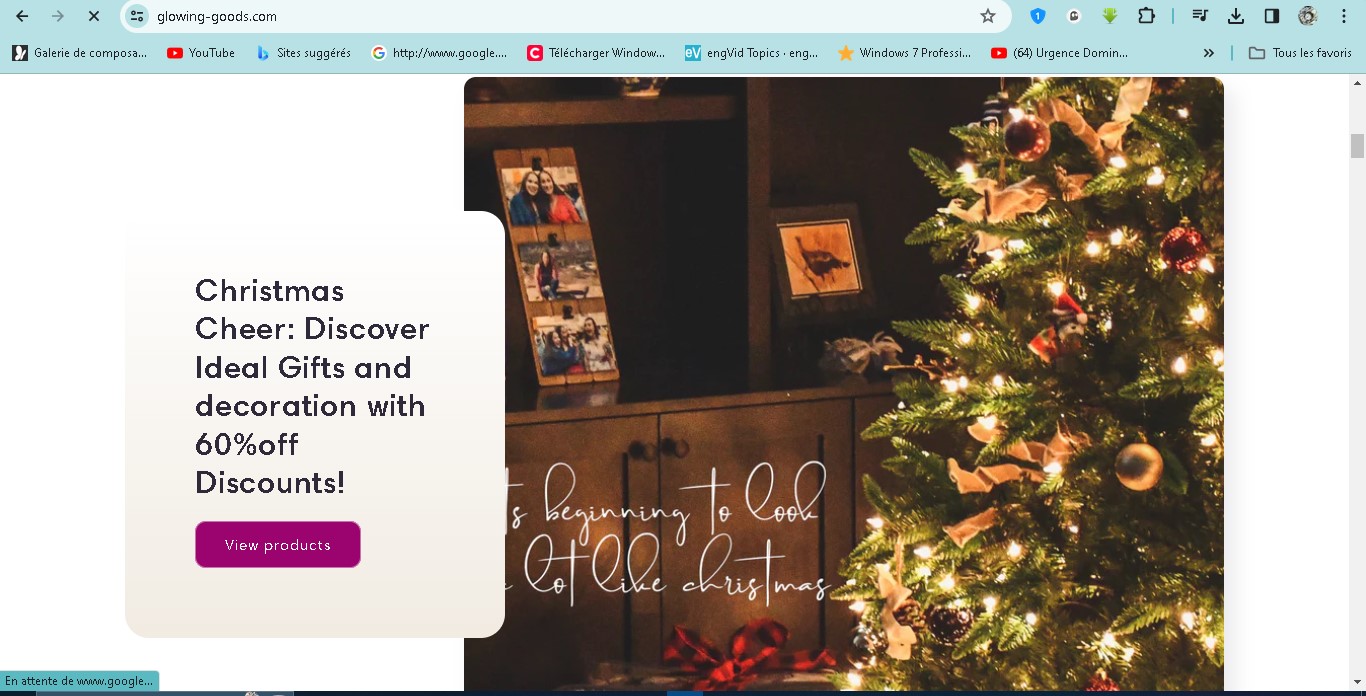 glowing-goods.com
Galerie de composa...
YouTube
Sites suggérés
http://www.google....
Télécharger Window...
engVid Topics · eng...
Windows 7 Professi...
(64) Urgence Domin...
Tous les favoris
Christmas
Cheer: Discover
Ideal Gifts and
decoration with
60%off
Discounts!
View products
s beginning to look
lot like christmas
En attente de www.google...